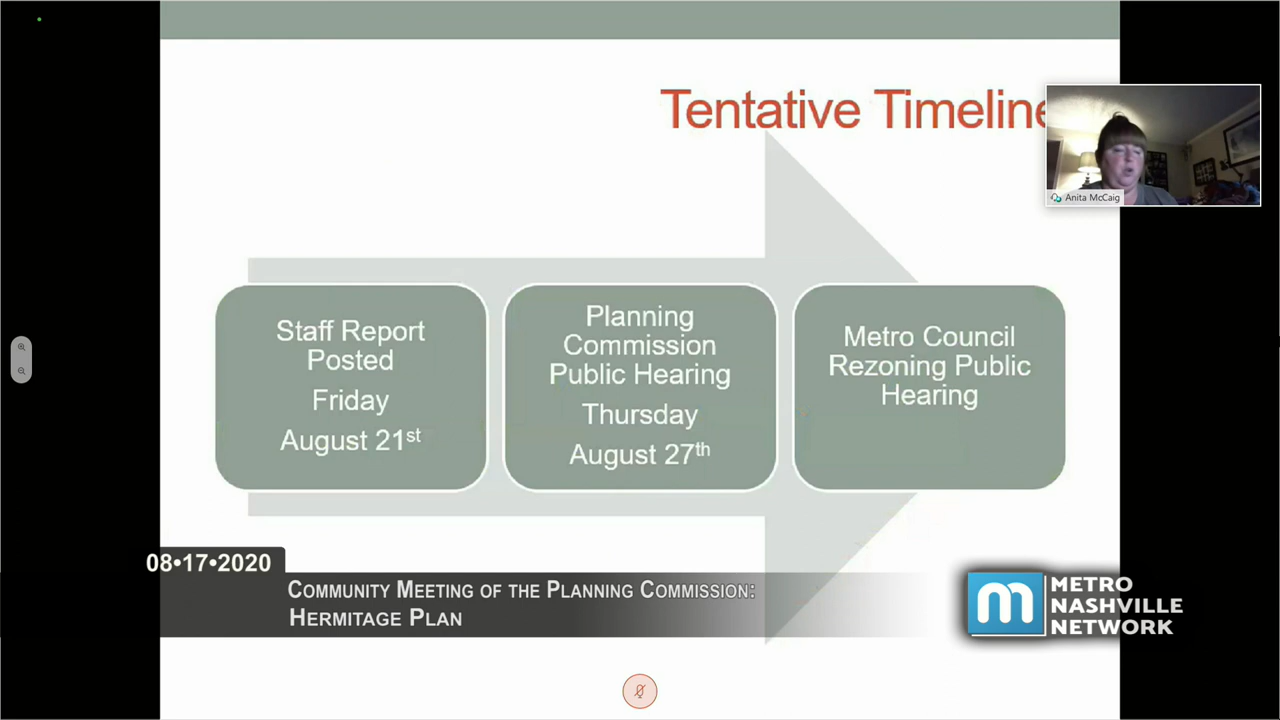 Tentative Timeline
Anita McCaig
Staff Report
Posted
Friday
August 21st
Planning
Commission
Public Hearing
Thursday
August 27th
Metro Council
Rezoning Public
Hearing
08•17•2020
COMMUNITY MEETING OF THE PLANNING COMMISSION:
HERMITAGE PLAN
m
METRO
NASHVILLE
NETWORK